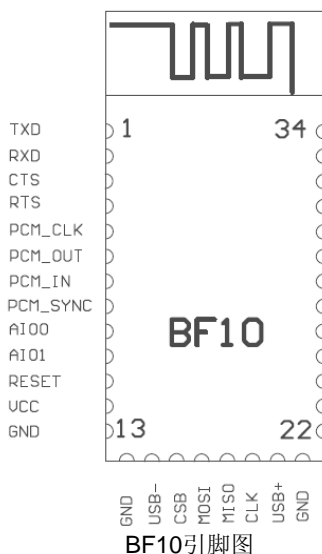 1 34
TXD
RXD
CTS
RTS
PCM_CLK
PCM_OUT
PCM_IN
PCM_SYNC
AIO0
AIO1
RESET
VCC
GND
BF10
13 22
GND
USB-
CSB
MOSI
MISO
CLK
USB+
GND
BF10引脚图